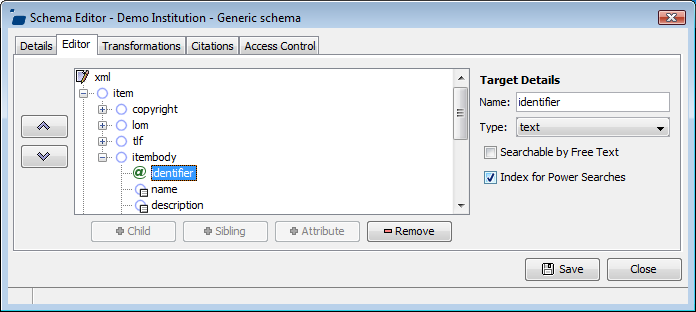 Schema Editor - Demo Institution - Generic schema
Details Editor Transformations Citations Access Control
xml
item
copyright
lom
tlf
itembody
@ identifier
name
description
Child Sibling Attribute Remove
Target Details
Name: identifier
Type: text
Searchable by Free Text
Index for Power Searches
Save Close